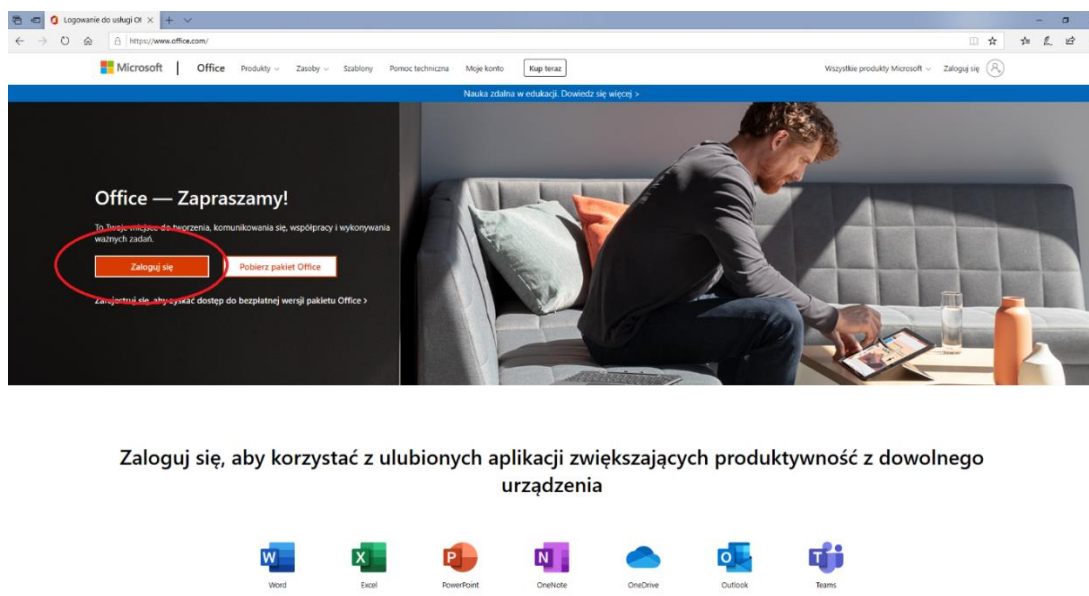 Logowanie do usługi Of
https://www.office.com/
Microsoft Office Produkty Zasoby Szablony Pomoc techniczna Moje konto Kup teraz Wszystkie produkty Microsoft Zaloguj się
Nauka zdalna w edukacji. Dowiedz się więcej >
Office — Zapraszamy!
To Twoje miejsce do tworzenia, komunikowania się, współpracy i wykonywania
ważnych zadań.
Zaloguj się Pobierz pakiet Office
Zarejestruj się, aby zyskać dostęp do bezpłatnej wersji pakietu Office >
Zaloguj się, aby korzystać z ulubionych aplikacji zwiększających produktywność z dowolnego
urządzenia
Word Excel PowerPoint OneNote OneDrive Outlook Teams